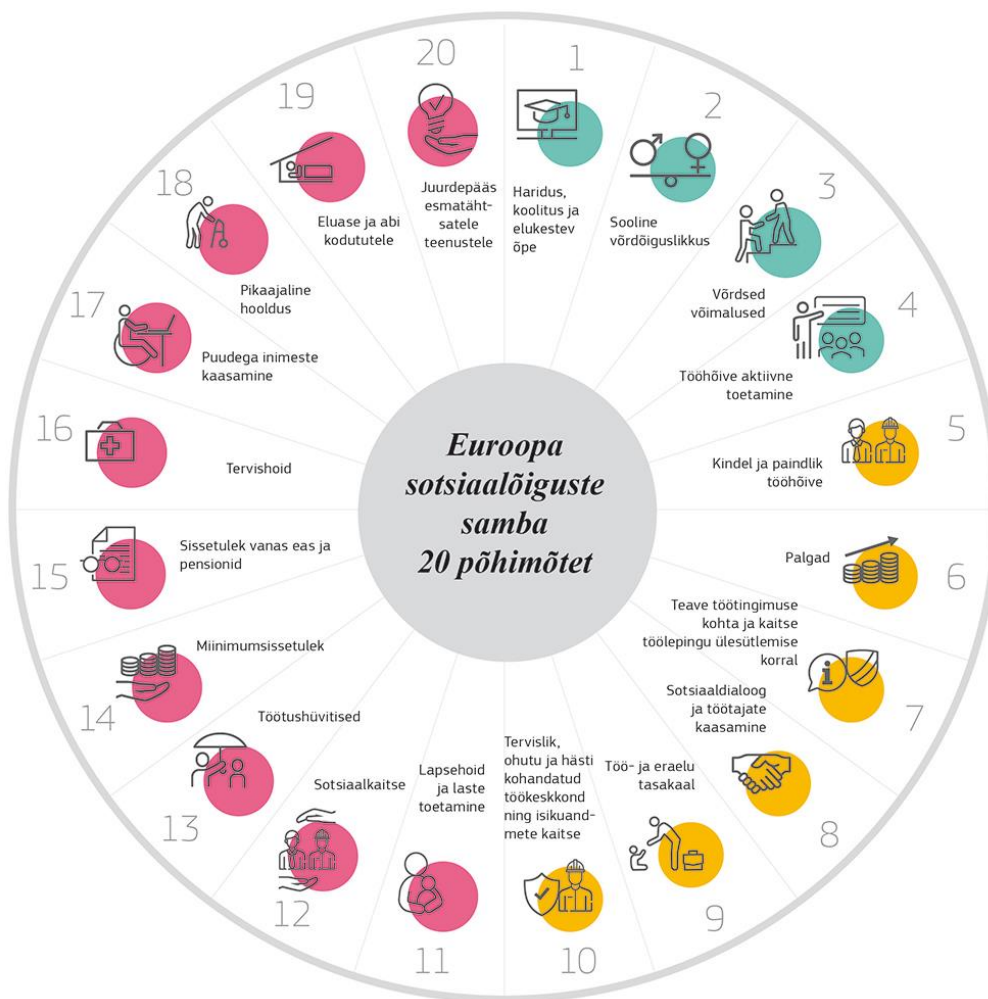 Euroopa
sotsiaalõiguste
samba
20 põhimõtet
1
Haridus,
koolitus ja
elukestev
õpe
2
Sooline
võrdõiguslikkus
3
Võrdsed
võimalused
4
Tööhõive aktiivne
toetamine
5
Kindel ja paindlik
tööhõive
6
Palgad
7
Teave töötingimuse
kohta ja kaitse
töölepingu ülesütlemise
korral
8
Sotsiaaldialoog
ja töötajate
kaasamine
9
Töö- ja eraelu
tasakaal
10
Tervislik,
ohutu ja hästi
kohandatud
töökeskkond
ning isikuand-
mete kaitse
11
Lapsehoid
ja laste
toetamine
12
Sotsiaalkaitse
13
Töötushüvitised
14
Miinimumsissetulek
15
Sissetulek vanas eas ja
pensionid
16
Tervishoid
17
Puudega inimeste
kaasamine
18
Pikaajaline
hooldus
19
Eluase ja abi
kodututele
20
Juurdepääs
esmatäht-
satele
teenustele